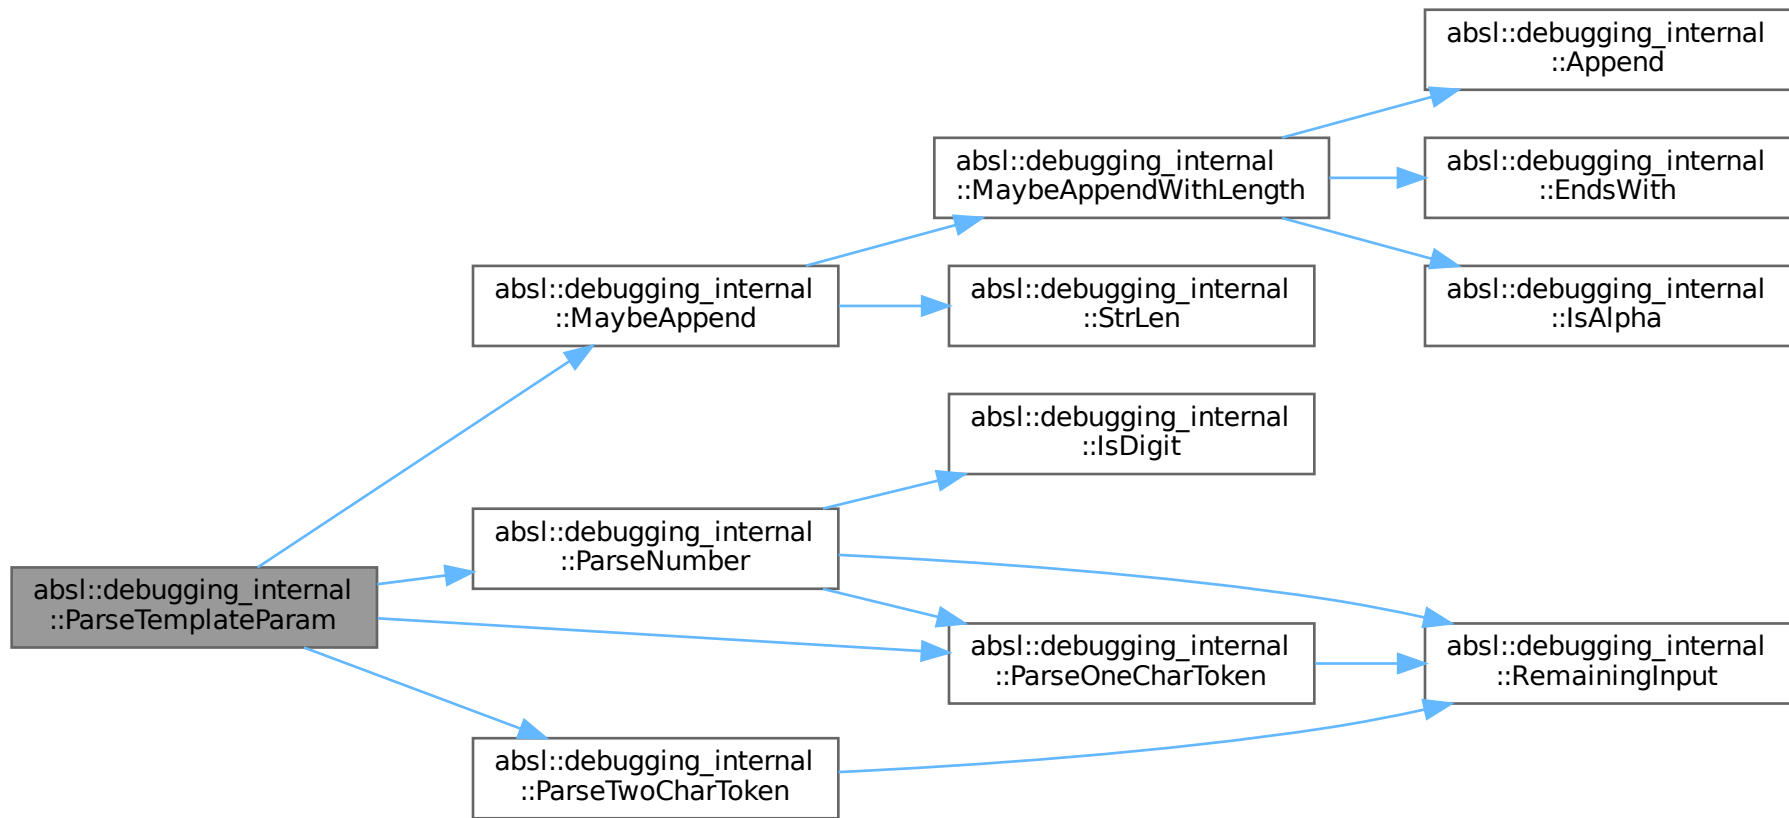 absl::debugging_internal
::Append
absl::debugging_internal
::MaybeAppendWithLength
absl::debugging_internal
::EndsWith
absl::debugging_internal
::MaybeAppend
absl::debugging_internal
::StrLen
absl::debugging_internal
::IsAlpha
absl::debugging_internal
::IsDigit
absl::debugging_internal
::ParseNumber
absl::debugging_internal
::ParseTemplateParam
absl::debugging_internal
::ParseOneCharToken
absl::debugging_internal
::RemainingInput
absl::debugging_internal
::ParseTwoCharToken